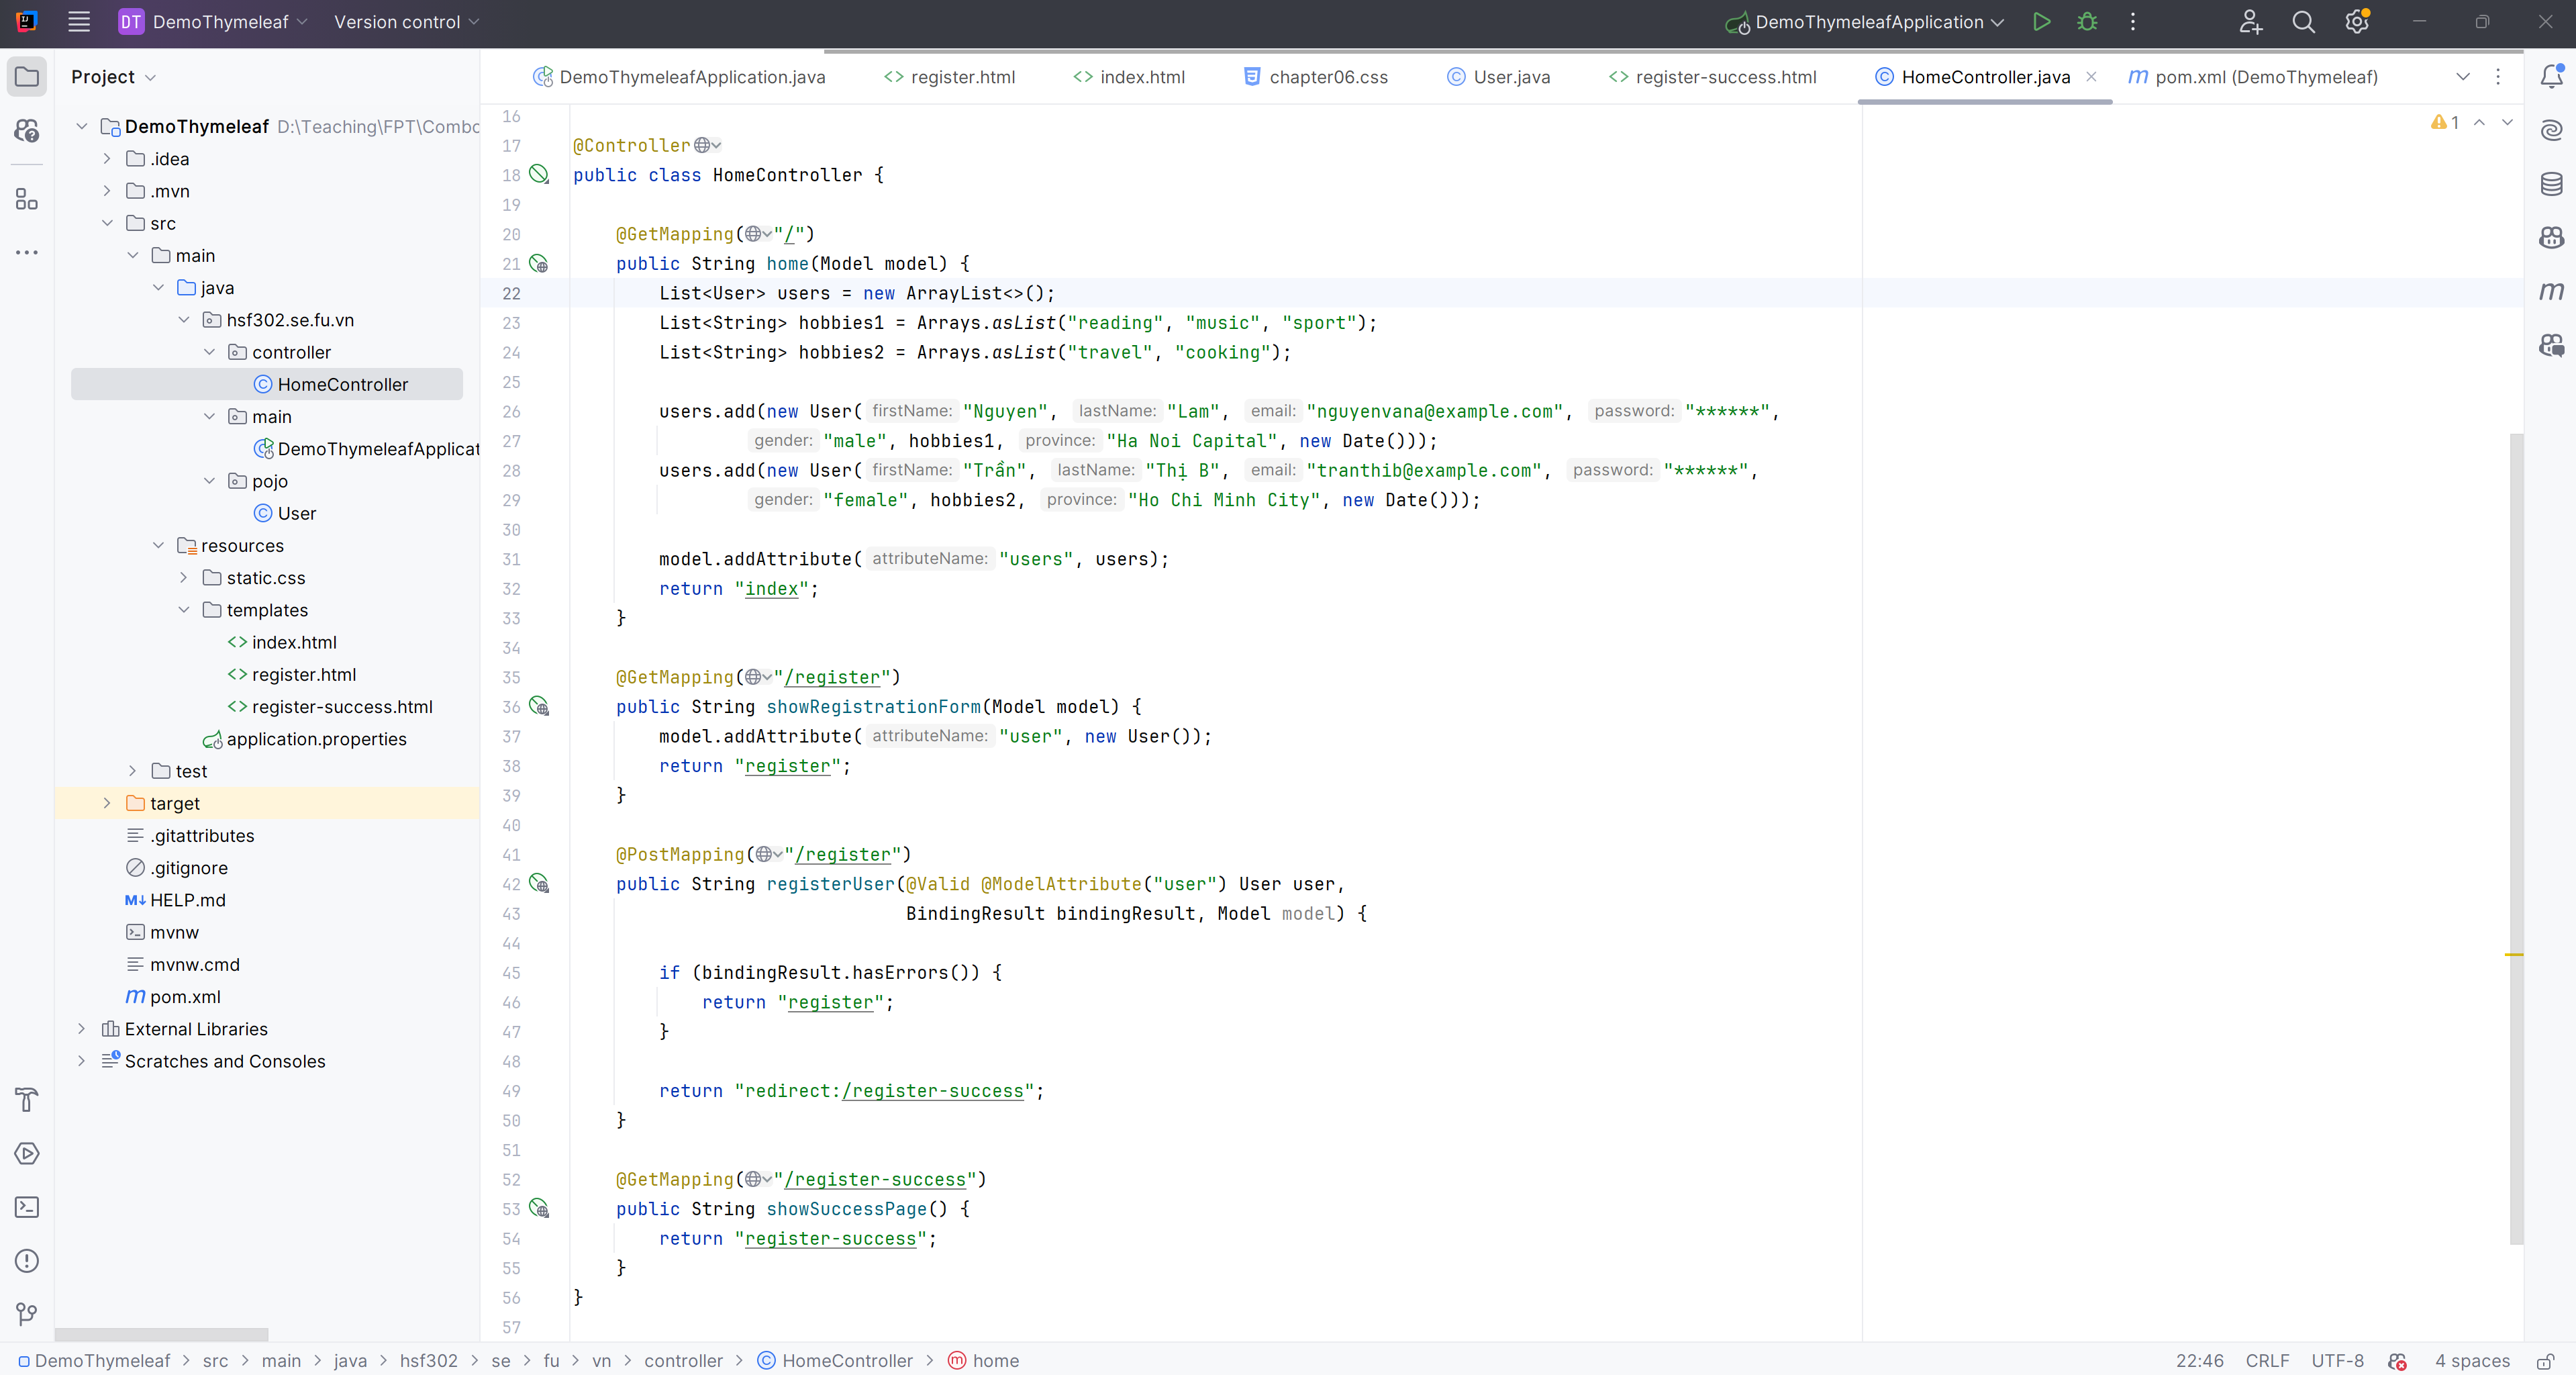 DT DemoThymeleaf Version control DemoThymeleafApplication
Project
DemoThymeleafApplication.java register.html index.html chapter06.css User.java register-success.html HomeController.java pom.xml (DemoThymeleaf)
DemoThymeleaf D:\Teaching\FPT\Combo
.idea
.mvn
src
main
java
hsf302.se.fu.vn
controller
HomeController
main
DemoThymeleafApplicat
pojo
User
resources
static.css
templates
index.html
register.html
register-success.html
application.properties
test
target
.gitattributes
.gitignore
M↓ HELP.md
mvnw
mvnw.cmd
pom.xml
External Libraries
Scratches and Consoles
1
16
17 @Controller
18 public class HomeController {
19
20 @GetMapping("/")
21 public String home(Model model) {
22 List<User> users = new ArrayList<>();
23 List<String> hobbies1 = Arrays.asList("reading", "music", "sport");
24 List<String> hobbies2 = Arrays.asList("travel", "cooking");
25
26 users.add(new User( firstName: "Nguyen", lastName: "Lam", email: "nguyenvana@example.com", password: "******",
27 gender: "male", hobbies1, province: "Ha Noi Capital", new Date()));
28 users.add(new User( firstName: "Trần", lastName: "Thị B", email: "tranthib@example.com", password: "******",
29 gender: "female", hobbies2, province: "Ho Chi Minh City", new Date()));
30
31 model.addAttribute( attributeName: "users", users);
32 return "index";
33 }
34
35 @GetMapping("/register")
36 public String showRegistrationForm(Model model) {
37 model.addAttribute( attributeName: "user", new User());
38 return "register";
39 }
40
41 @PostMapping("/register")
42 public String registerUser(@Valid @ModelAttribute("user") User user,
43 BindingResult bindingResult, Model model) {
44
45 if (bindingResult.hasErrors()) {
46 return "register";
47 }
48
49 return "redirect:/register-success";
50 }
51
52 @GetMapping("/register-success")
53 public String showSuccessPage() {
54 return "register-success";
55 }
56 }
57
DemoThymeleaf > src > main > java > hsf302 > se > fu > vn > controller > HomeController > home 22:46 CRLF UTF-8 4 spaces